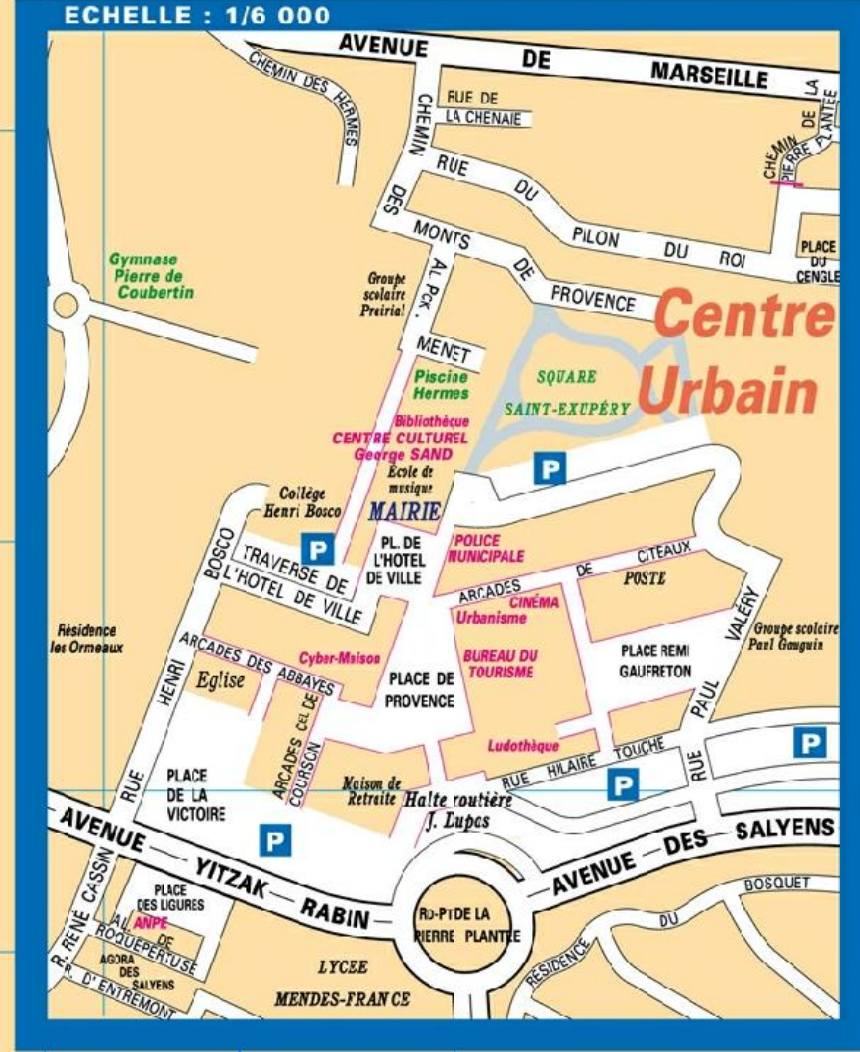 ECHELLE : 1/6 000
AVENUE DE MARSEILLE
CHEMIN DES HERMES
CHEMIN DES MONTS DE PROVENCE
RUE DE
LA CHENAIE
CHEMIN DE LA
PIERRE PLANTEE
RUE DU PILON DU ROI
PLACE
DU
CENGLE
Gymnase
Pierre de
Coubertin
Groupe
scolaire
Preirial
AL. Pck.
MENET
Centre
Urbain
Piscine
Hermes
SQUARE
SAINT-EXUPÉRY
Bibliothèque
CENTRE CULTUREL
George SAND
École de
musique
MAIRIE
P
Collège
Henri Bosco
P
PL. DE
L'HOTEL
DE VILLE
POLICE
MUNICIPALE
TRAVERSE DE
L'HOTEL DE VILLE
ARCADES DE CITEAUX
POSTE
CINÉMA
Urbanisme
Résidence
les Ormeaux
RUE HENRI BOSCO
ARCADES DES ABBAYES
Cyber-Maison
Eglise
PLACE DE
PROVENCE
BUREAU DU
TOURISME
PLACE REMI
GAUFRETON
RUE PAUL VALÉRY
Groupe scolaire
Paul Gauguin
ARCADES CEL DE
COURSON
Ludothèque
RUE HILAIRE TOUCHE
P
P
PLACE
DE LA
VICTOIRE
Maison de
Retraite
Halte routière
J. Lupas
P
AVENUE YITZAK RABIN
AVENUE DES SALYENS
RD-PT DE LA
PIERRE PLANTÉE
R. RENÉ CASSIN
PLACE
DES LIGURES
ANPE
AL. DE
ROQUEPERTUSE
AGORA
DES
SALYENS
R. D'ENTREMONT
LYCEE
MENDES-FRANCE
RÉSIDENCE DU BOSQUET